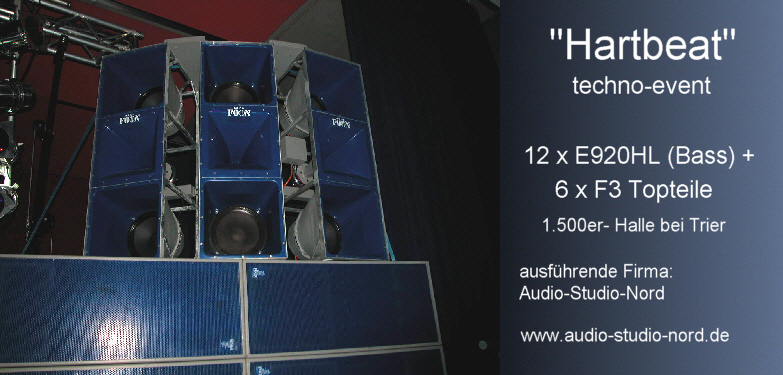 "Hartbeat"
techno-event
12 x E920HL (Bass) +
6 x F3 Topteile
1.500er- Halle bei Trier
ausführende Firma:
Audio-Studio-Nord
www.audio-studio-nord.de